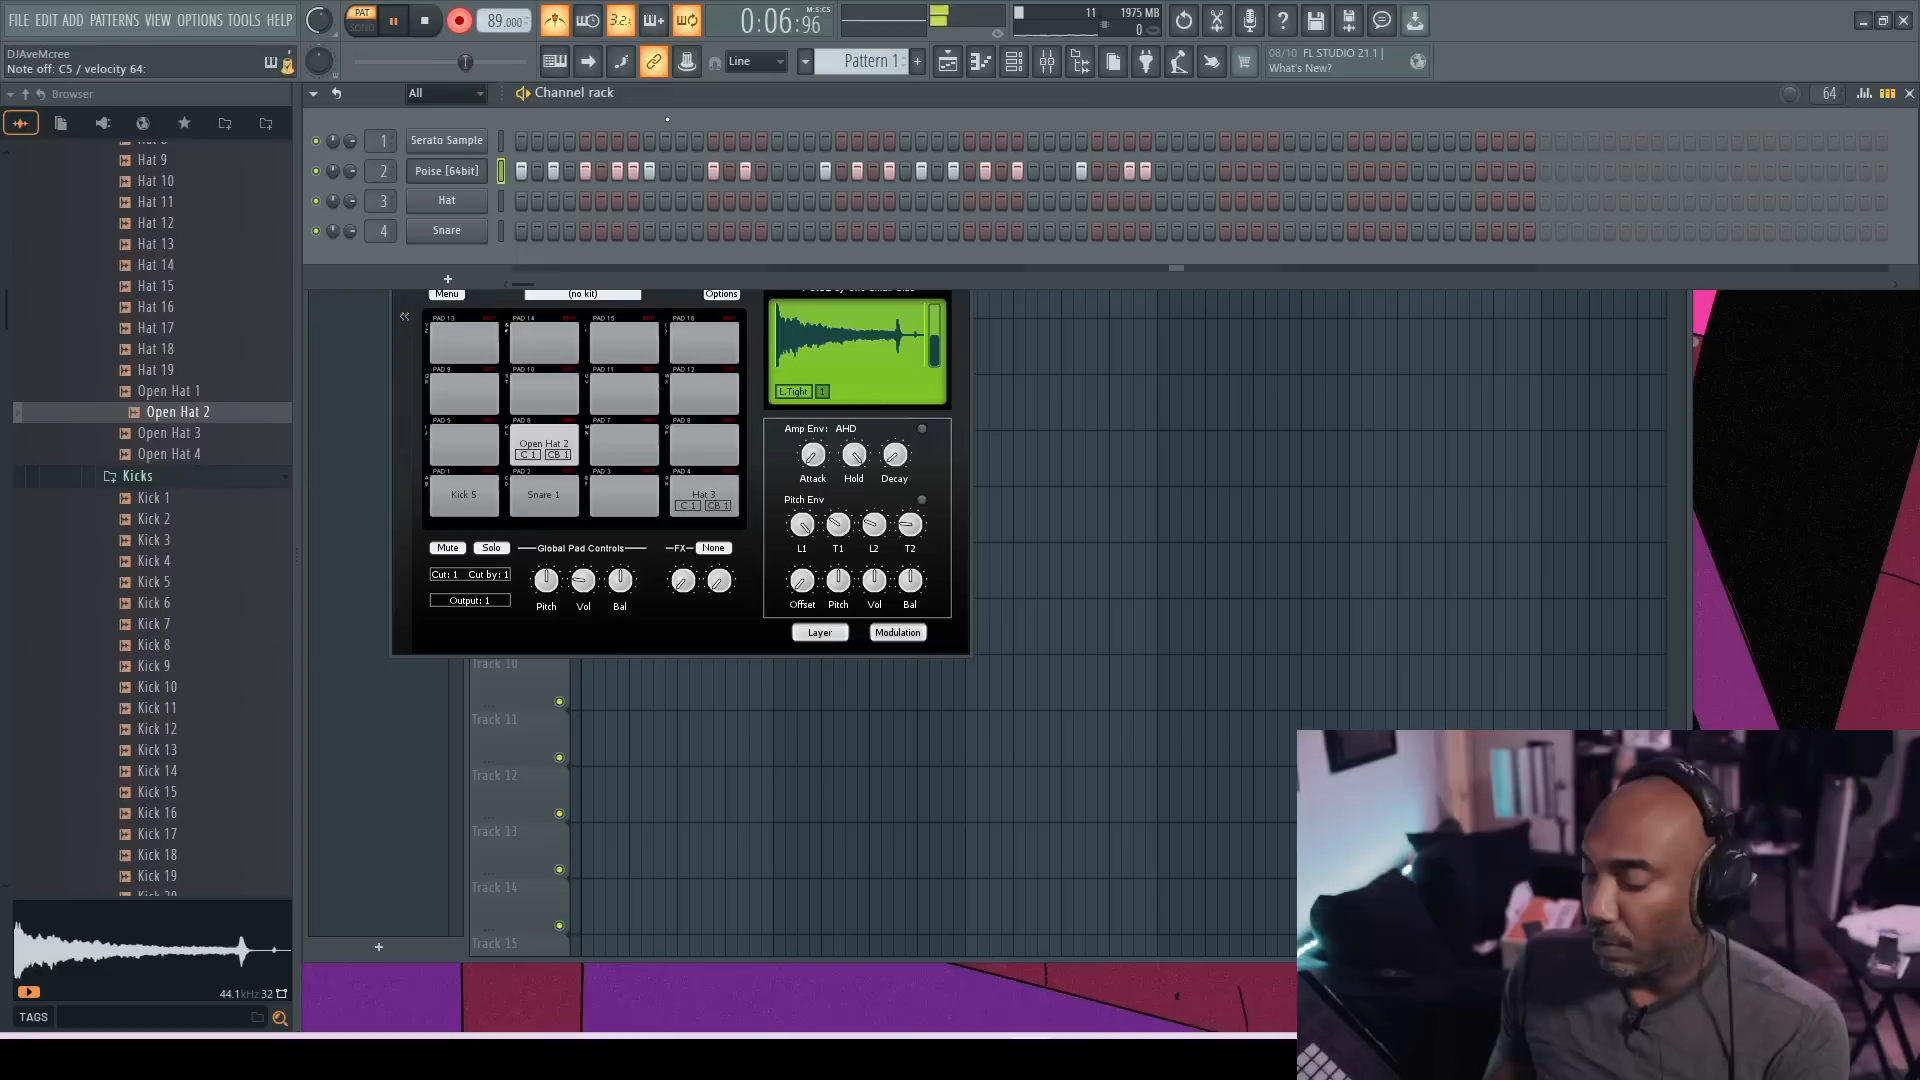 FILE EDIT ADD PATTERNS VIEW OPTIONS TOOLS HELP
PAT
SONG
89.000
3.2.
0:06:96
M:S:CS
11
1975 MB
0
DJAveMcree
Note off: C5 / velocity 64:
Line
Pattern 1
08/10 FL STUDIO 21.1 |
What's New?
Browser
All
Channel rack
64
1 Serato Sample
2 Poise [64bit]
3 Hat
4 Snare
Hat 9
Hat 10
Hat 11
Hat 12
Hat 13
Hat 14
Hat 15
Hat 16
Hat 17
Hat 18
Hat 19
Open Hat 1
Open Hat 2
Open Hat 3
Open Hat 4
Kicks
Kick 1
Kick 2
Kick 3
Kick 4
Kick 5
Kick 6
Kick 7
Kick 8
Kick 9
Kick 10
Kick 11
Kick 12
Kick 13
Kick 14
Kick 15
Kick 16
Kick 17
Kick 18
Kick 19
44.1kHz 32
TAGS
Menu
(no kit)
Options
PAD 13 PAD 14 PAD 15 PAD 16
PAD 9 PAD 10 PAD 11 PAD 12
PAD 5 PAD 6 PAD 7 PAD 8
Open Hat 2
C 1 CB 1
PAD 1 PAD 2 PAD 3 PAD 4
Kick 5 Snare 1 Hat 3
C 1 CB 1
Mute Solo Global Pad Controls FX None
Cut: 1 Cut by: 1
Output: 1
Pitch Vol Bal
L.Tight 1
Amp Env: AHD
Attack Hold Decay
Pitch Env
L1 T1 L2 T2
Offset Pitch Vol Bal
Layer Modulation
Track 10
Track 11
Track 12
Track 13
Track 14
Track 15